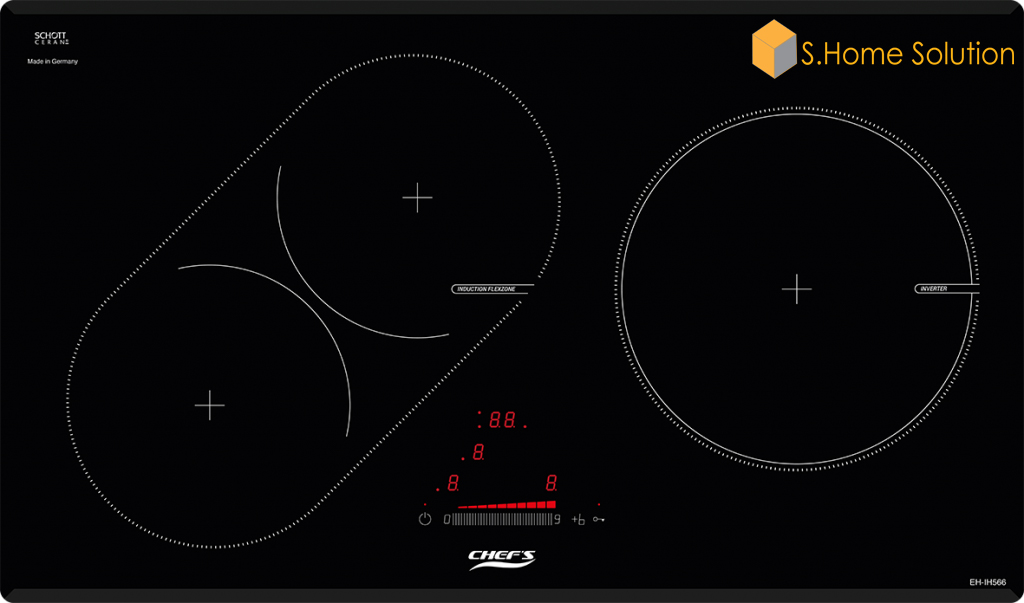 SCHOTT
CERAN
Made in Germany
S.Home Solution
INDUCTION FLEXZONE
INVERTER
88
8
8 8
0 9 +b
CHEF'S
EH-IH566